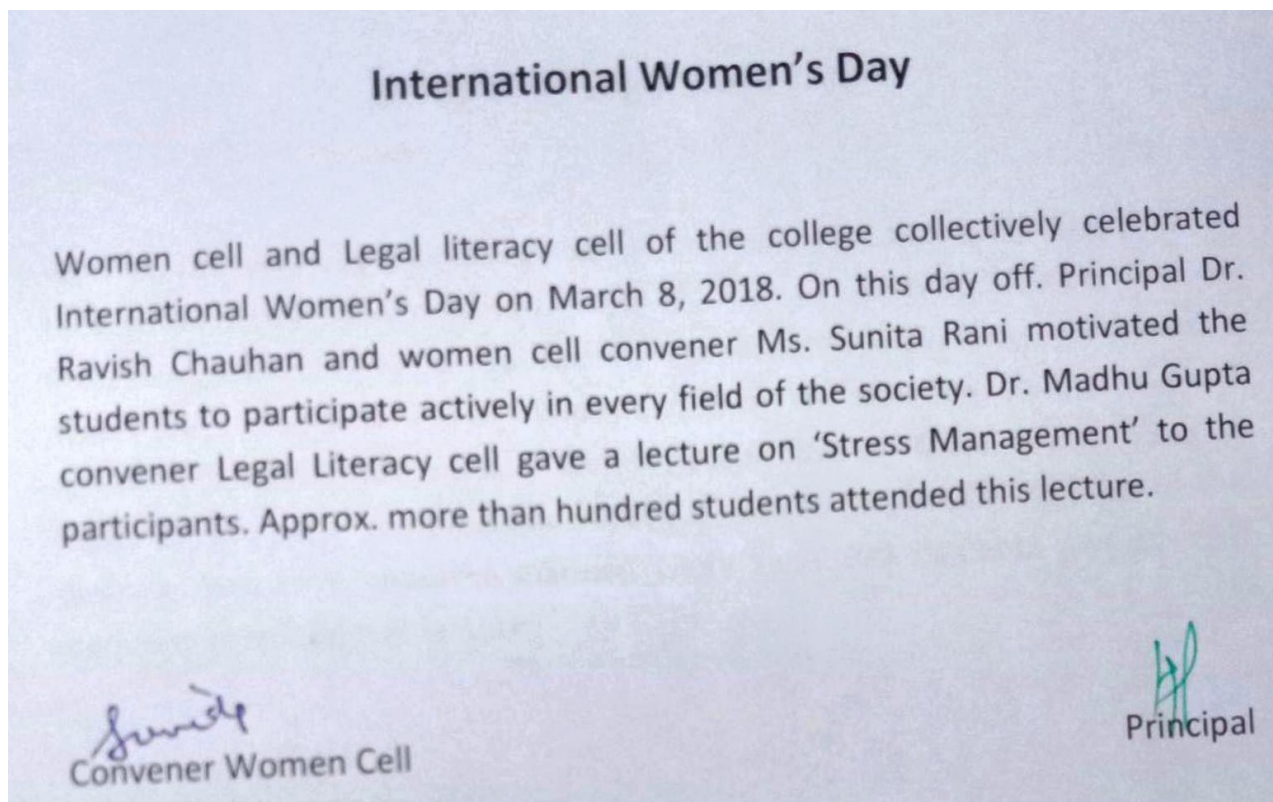 International Women's Day
Women cell and Legal literacy cell of the college collectively celebrated
International Women's Day on March 8, 2018. On this day off. Principal Dr.
Ravish Chauhan and women cell convener Ms. Sunita Rani motivated the
students to participate actively in every field of the society. Dr. Madhu Gupta
convener Legal Literacy cell gave a lecture on ‘Stress Management’ to the
participants. Approx. more than hundred students attended this lecture.
Convener Women Cell
Principal